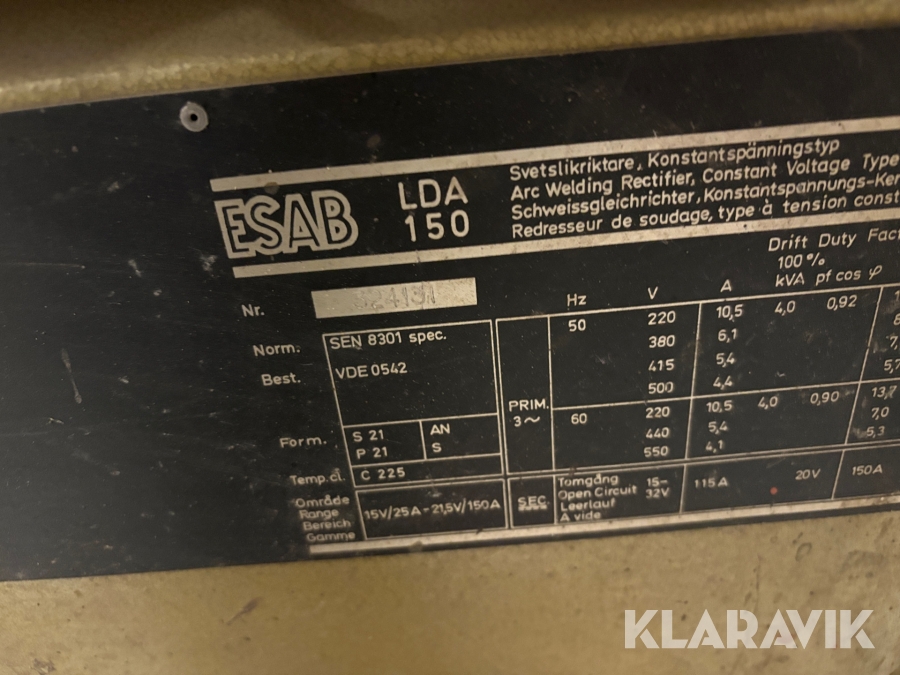 ESAB
LDA
150
Svetslikriktare, Konstantspänningstyp
Arc Welding Rectifier, Constant Voltage Type
Schweissgleichrichter, Konstantspannungs-Ken
Redresseur de soudage, type à tension const
Drift Duty Fact
100%
kVA pf cos φ
Nr. 24131
Hz V A
Norm. SEN 8301 spec.
Best. VDE 0542
Form. S 21 AN
P 21 S
Temp.cl. C 225
Område
Range
Bereich
Gamme
15V/25A-21,5V/150A
PRIM.
3~
50 220 10,5 4,0 0,92
380 6,1
415 5,4 5,7
500 4,4
60 220 10,5 4,0 0,90 13,7
440 5,4 7,0
550 4,1 5,3
SEC.
Tomgång 15-
Open Circuit 32V
Leerlauf
A vide
115A 20V 150A
KLARAVIK